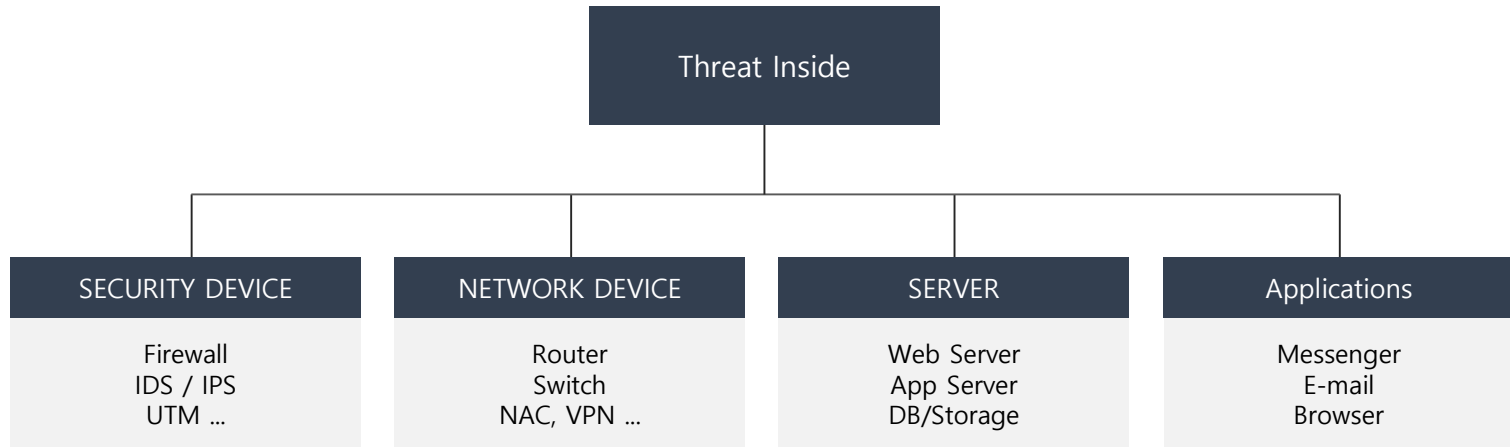 Threat Inside
SECURITY DEVICE
Firewall
IDS / IPS
UTM ...
NETWORK DEVICE
Router
Switch
NAC, VPN ...
SERVER
Web Server
App Server
DB/Storage
Applications
Messenger
E-mail
Browser